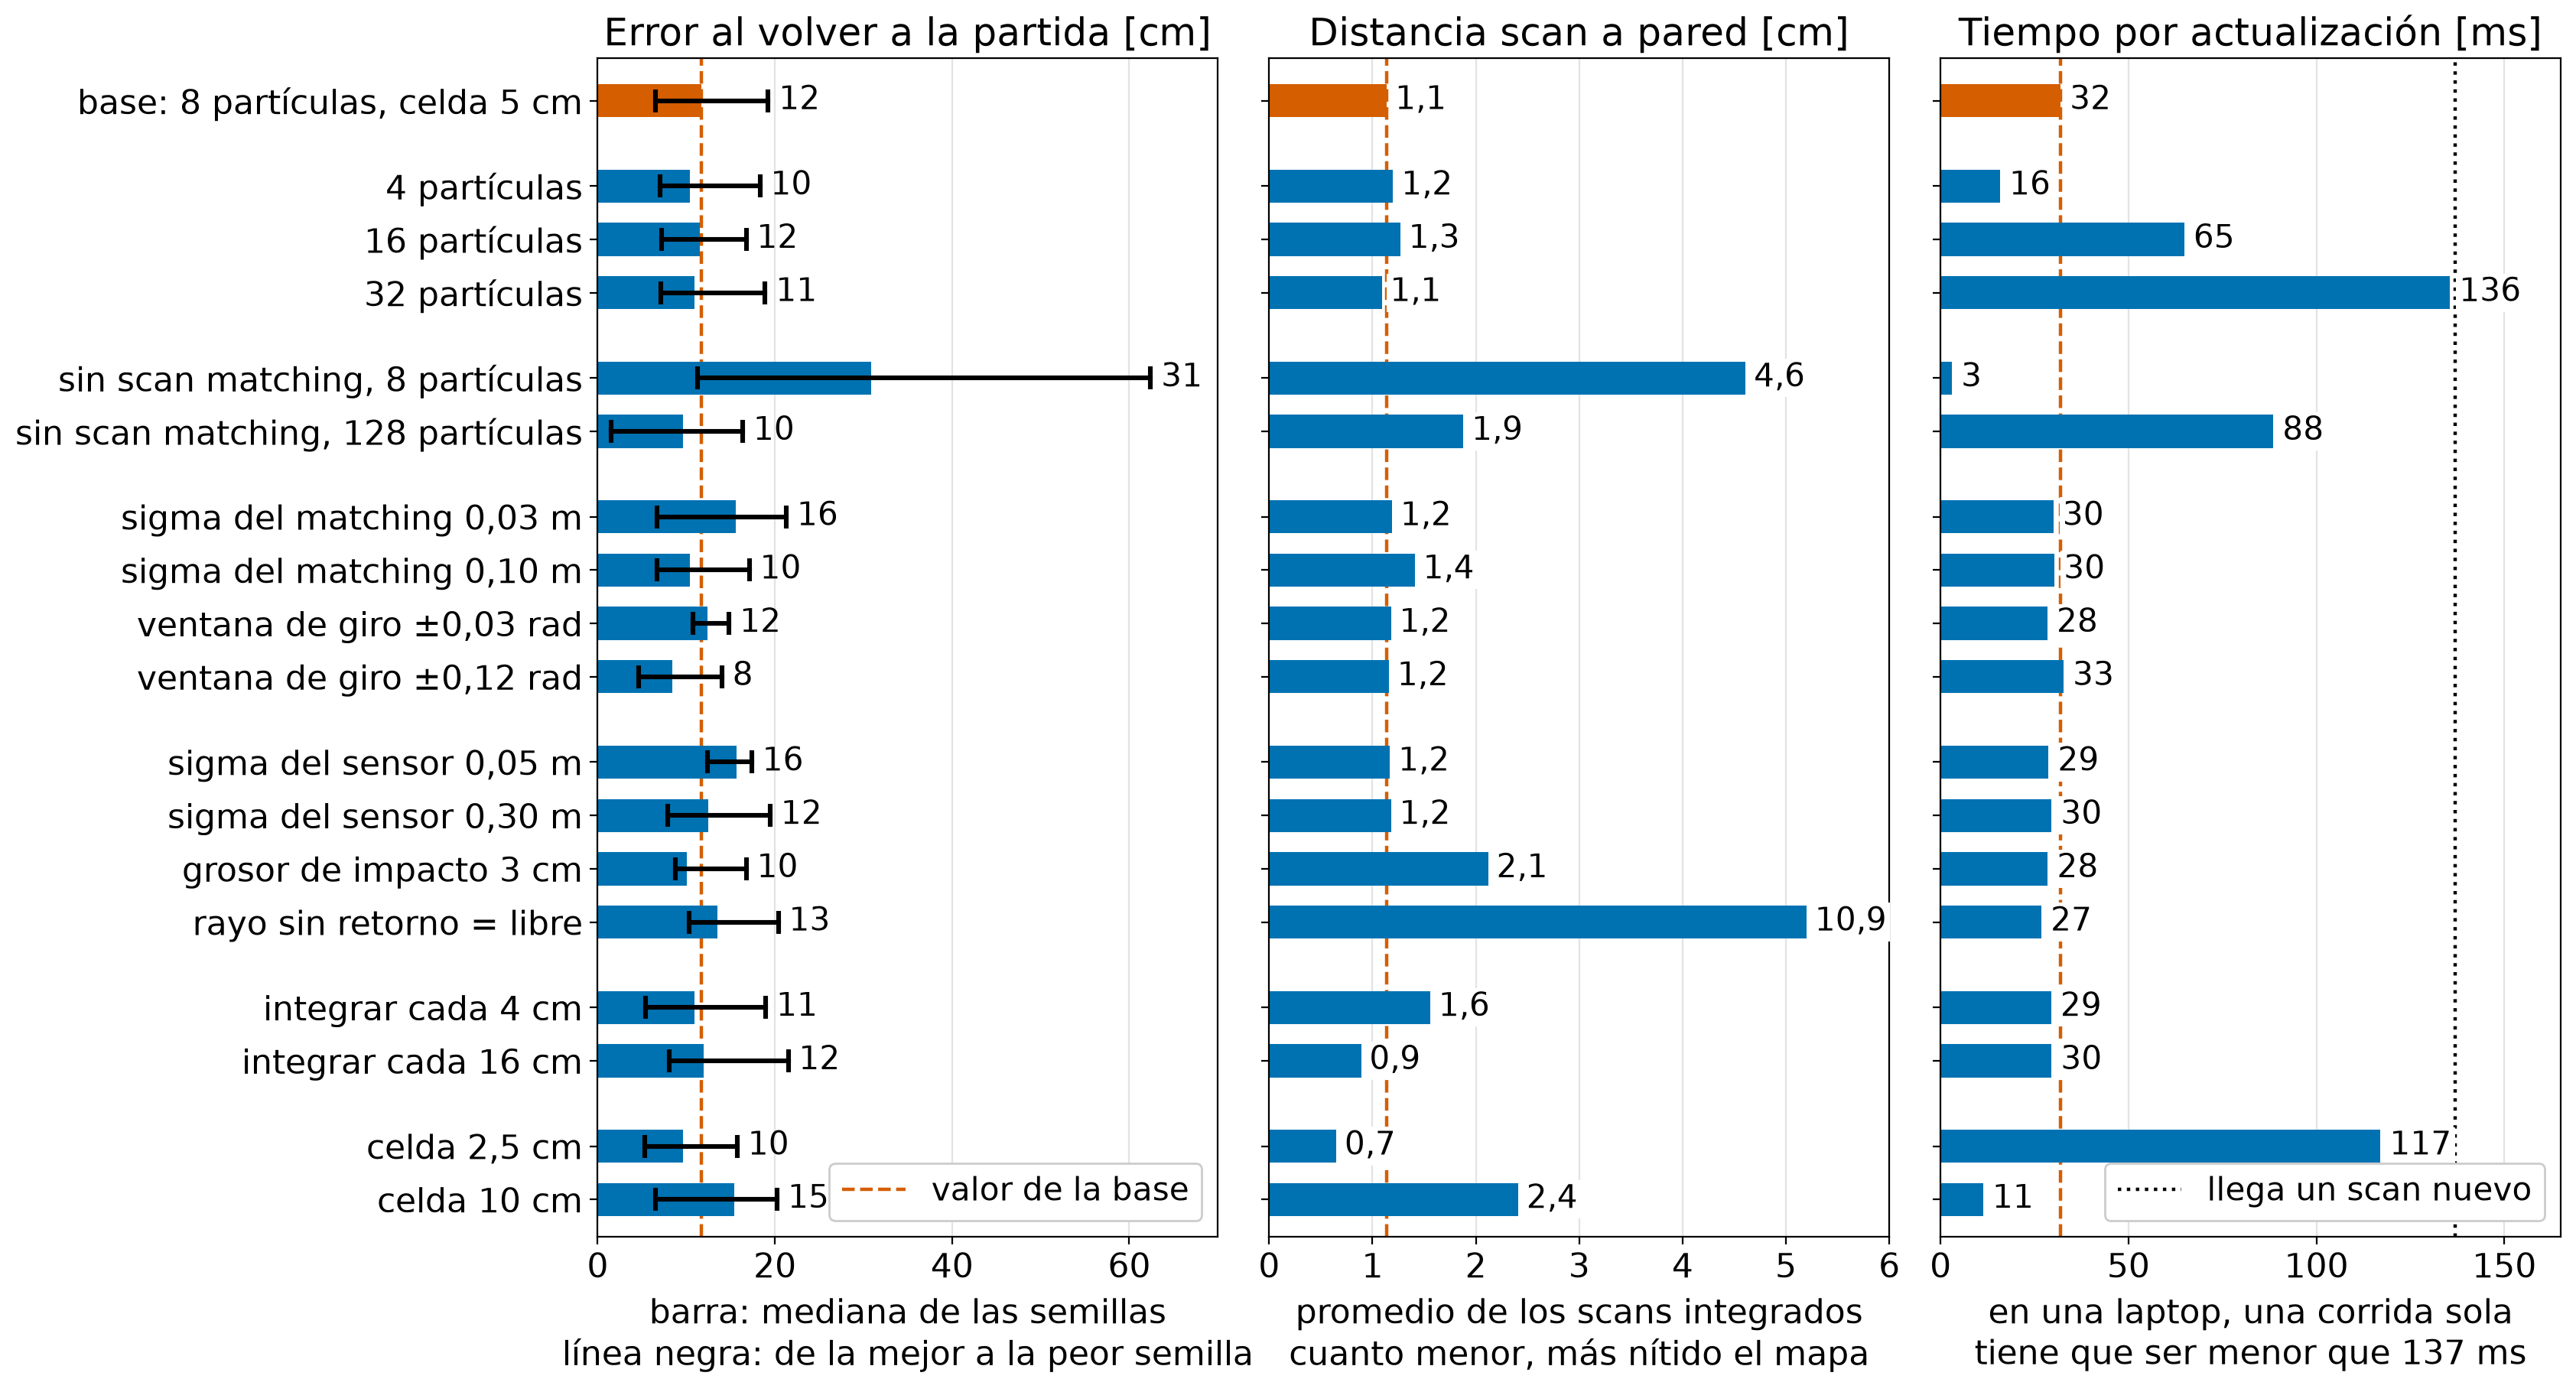 Error al volver a la partida [cm]
Distancia scan a pared [cm]
Tiempo por actualización [ms]
base: 8 partículas, celda 5 cm 12 1,1 32
4 partículas 10 1,2 16
16 partículas 12 1,3 65
32 partículas 11 1,1 136
sin scan matching, 8 partículas 31 4,6 3
sin scan matching, 128 partículas 10 1,9 88
sigma del matching 0,03 m 16 1,2 30
sigma del matching 0,10 m 10 1,4 30
ventana de giro ±0,03 rad 12 1,2 28
ventana de giro ±0,12 rad 8 1,2 33
sigma del sensor 0,05 m 16 1,2 29
sigma del sensor 0,30 m 12 1,2 30
grosor de impacto 3 cm 10 2,1 28
rayo sin retorno = libre 13 10,9 27
integrar cada 4 cm 11 1,6 29
integrar cada 16 cm 12 0,9 30
celda 2,5 cm 10 0,7 117
celda 10 cm 15 2,4 11
valor de la base
llega un scan nuevo
0 20 40 60
0 1 2 3 4 5 6
0 50 100 150
barra: mediana de las semillas
línea negra: de la mejor a la peor semilla
promedio de los scans integrados
cuanto menor, más nítido el mapa
en una laptop, una corrida sola
tiene que ser menor que 137 ms